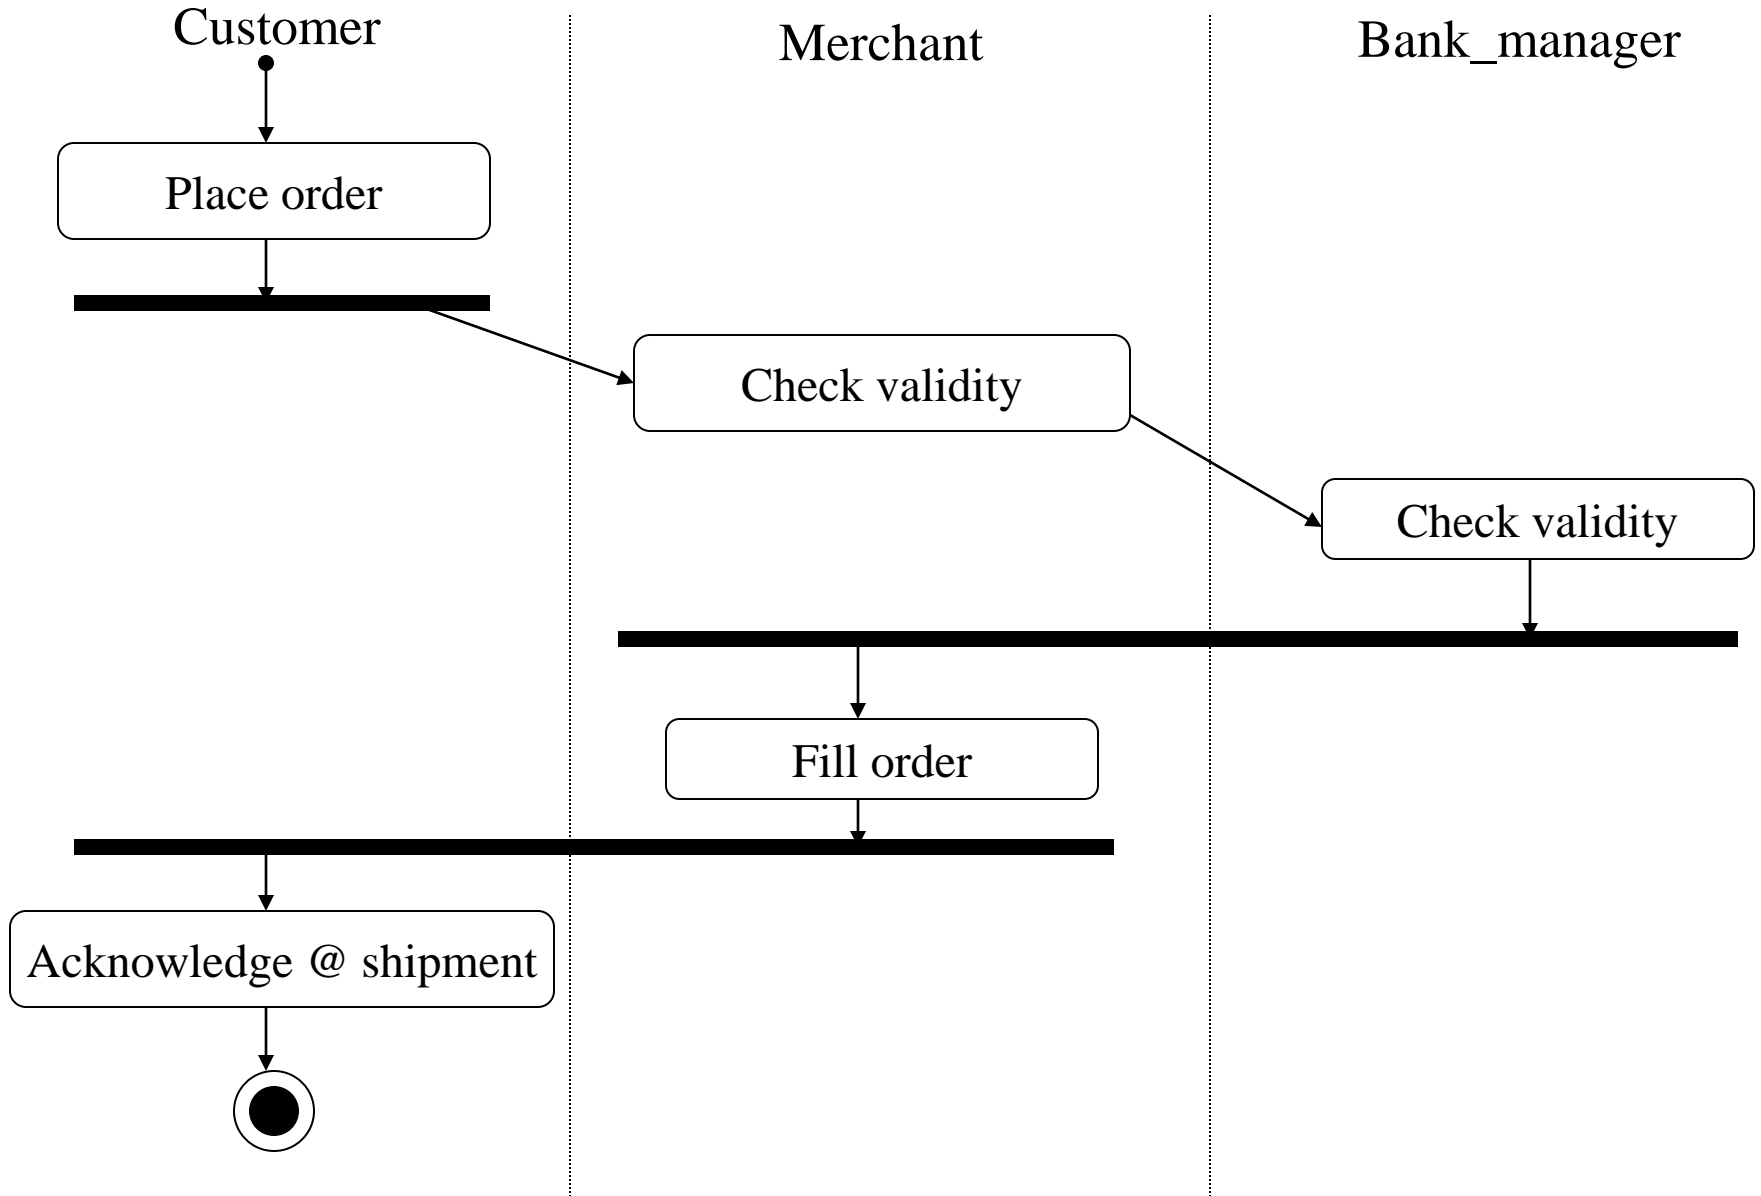 Customer
Merchant
Bank_manager
Place order
Check validity
Check validity
Fill order
Acknowledge @ shipment